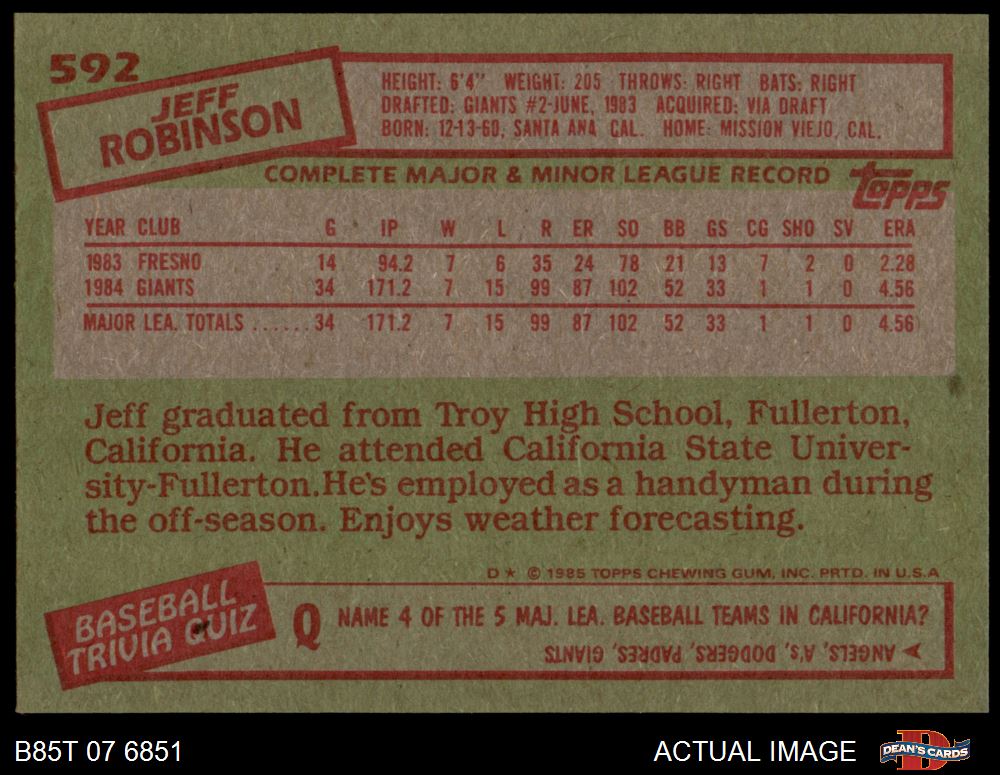 592
JEFF
ROBINSON
HEIGHT: 6'4" WEIGHT: 205 THROWS: RIGHT BATS: RIGHT
DRAFTED: GIANTS #2-JUNE, 1983 ACQUIRED: VIA DRAFT
BORN: 12-13-60, SANTA ANA CAL. HOME: MISSION VIEJO, CAL.
COMPLETE MAJOR & MINOR LEAGUE RECORD
TOPPS
YEAR CLUB G IP W L R ER SO BB GS CG SHO SV ERA
1983 FRESNO 14 94.2 7 6 35 24 78 21 13 7 2 0 2.28
1984 GIANTS 34 171.2 7 15 99 87 102 52 33 1 1 0 4.56
MAJOR LEA. TOTALS ......34 171.2 7 15 99 87 102 52 33 1 1 0 4.56
Jeff graduated from Troy High School, Fullerton,
California. He attended California State Univer-
sity-Fullerton.He's employed as a handyman during
the off-season. Enjoys weather forecasting.
D★ © 1985 TOPPS CHEWING GUM, INC. PRTD. IN U.S.A
BASEBALL
TRIVIA QUIZ
Q NAME 4 OF THE 5 MAJ. LEA. BASEBALL TEAMS IN CALIFORNIA?
ANGELS, A's, DODGERS, PADRES, GIANTS
B85T 07 6851
ACTUAL IMAGE
D
DEAN'S CARDS